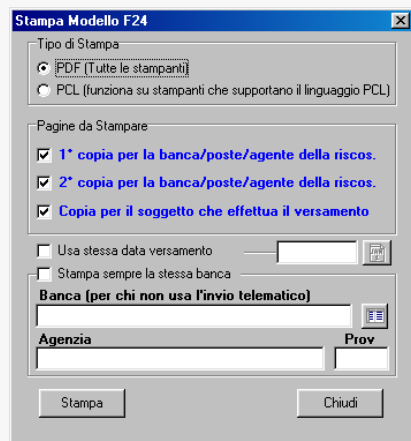 Stampa Modello F24
Tipo di Stampa
PDF (Tutte le stampanti)
PCL (funziona su stampanti che supportano il linguaggio PCL)
Pagine da Stampare
1* copia per la banca/poste/agente della riscos.
2* copia per la banca/poste/agente della riscos.
Copia per il soggetto che effettua il versamento
Usa stessa data versamento
Stampa sempre la stessa banca
Banca (per chi non usa l'invio telematico)
Agenzia Prov
Stampa Chiudi